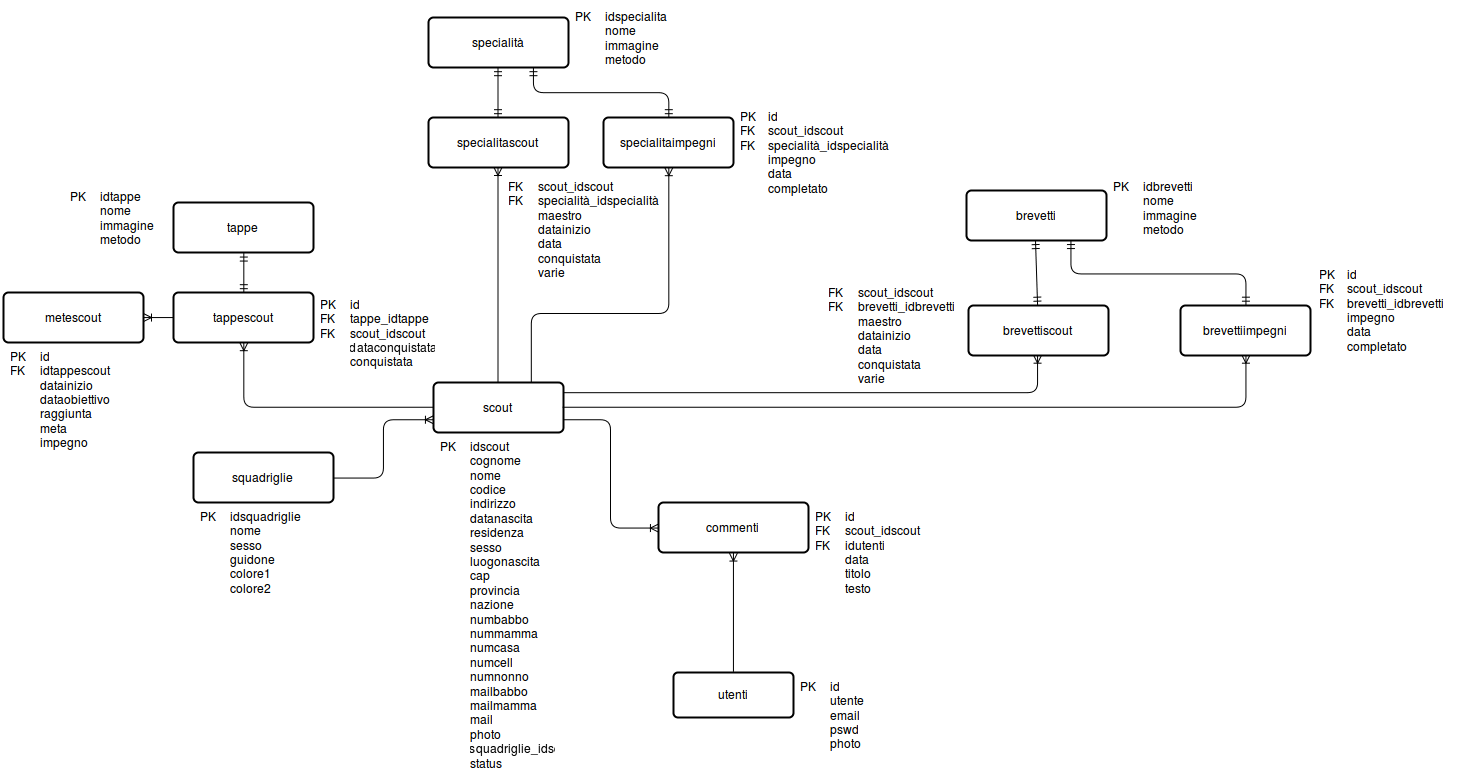 specialità
PK idspecialita
nome
immagine
metodo
specialitascout
FK scout_idscout
FK specialità_idspecialità
maestro
datainizio
data
conquistata
varie
specialitaimpegni
PK id
FK scout_idscout
FK specialità_idspecialità
impegno
data
completato
brevetti
PK idbrevetti
nome
immagine
metodo
tappe
PK idtappe
nome
immagine
metodo
metescout
PK id
FK idtappescout
datainizio
dataobiettivo
raggiunta
meta
impegno
tappescout
PK id
FK tappe_idtappe
FK scout_idscout
dataconquistata
conquistata
brevettiscout
FK scout_idscout
FK brevetti_idbrevetti
maestro
datainizio
data
conquistata
varie
brevettiimpegni
PK id
FK scout_idscout
FK brevetti_idbrevetti
impegno
data
completato
scout
PK idscout
cognome
nome
codice
indirizzo
datanascita
residenza
sesso
luogonascita
cap
provincia
nazione
numbabbo
nummamma
numcasa
numcell
numnonno
mailbabbo
mailmamma
mail
photo
squadriglie_ids
status
squadriglie
PK idsquadriglie
nome
sesso
guidone
colore1
colore2
commenti
PK id
FK scout_idscout
FK idutenti
data
titolo
testo
utenti
PK id
utente
email
pswd
photo